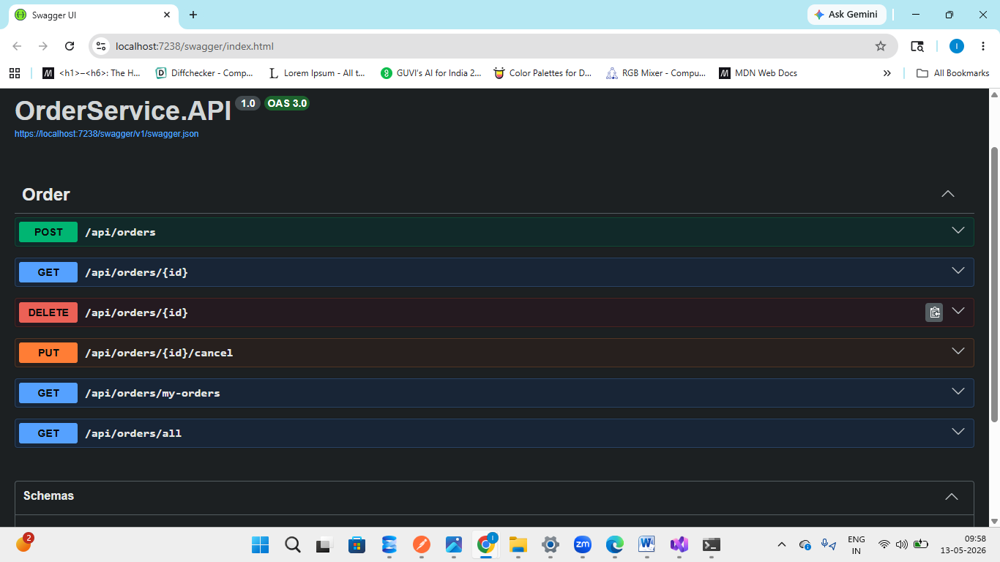 Swagger UI
Ask Gemini
localhost:7238/swagger/index.html
I
<h1>–<h6>: The H...
Diffchecker - Comp...
Lorem Ipsum - All t...
GUVI's AI for India 2...
Color Palettes for D...
RGB Mixer - Compu...
MDN Web Docs
All Bookmarks
OrderService.API 1.0 OAS 3.0
https://localhost:7238/swagger/v1/swagger.json
Order
POST /api/orders
GET /api/orders/{id}
DELETE /api/orders/{id}
PUT /api/orders/{id}/cancel
GET /api/orders/my-orders
GET /api/orders/all
Schemas
2
zm
ENG
IN
09:58
13-05-2026